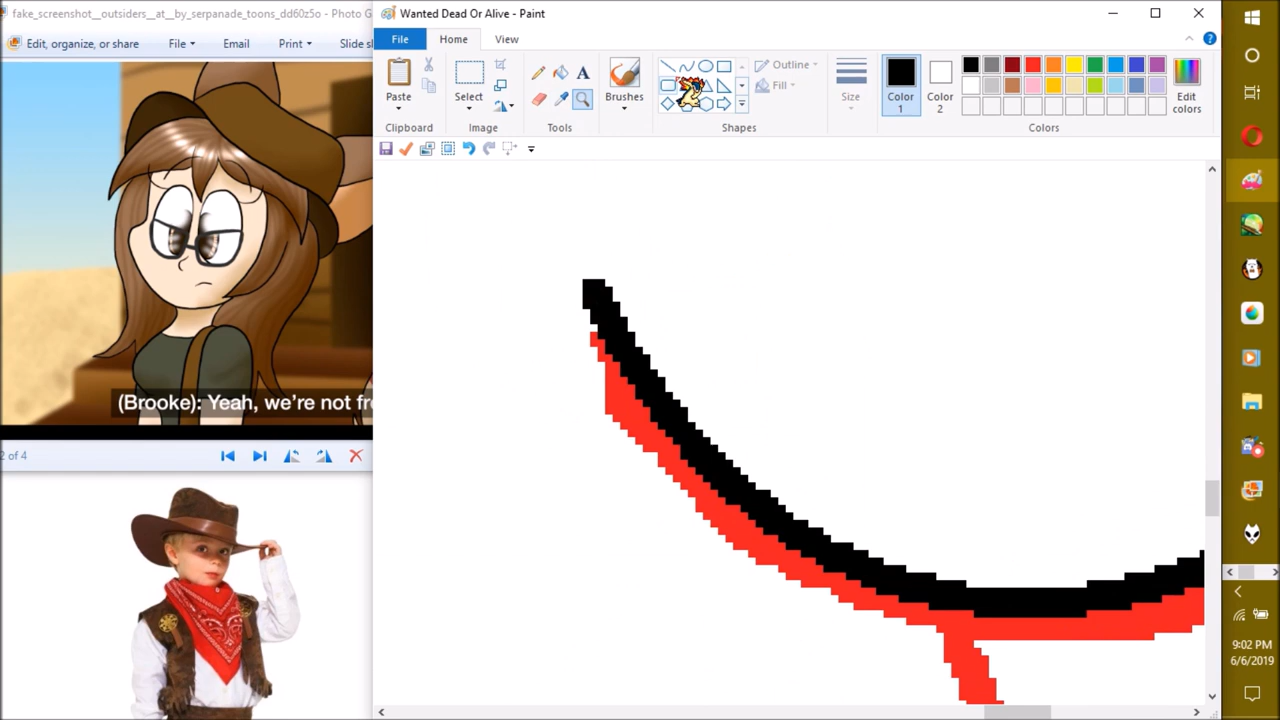 fake_screenshot__outsiders__at__by_serpanade_toons_dd60z5o - Photo G
Edit, organize, or share
File
Email
Print
Slide s
(Brooke): Yeah, we're not fr
2 of 4
Wanted Dead Or Alive - Paint
File
Home
View
Paste
Clipboard
Select
Image
Tools
Brushes
Outline
Fill
Shapes
Size
Color
1
Color
2
Edit
colors
Colors
9:02 PM
6/6/2019